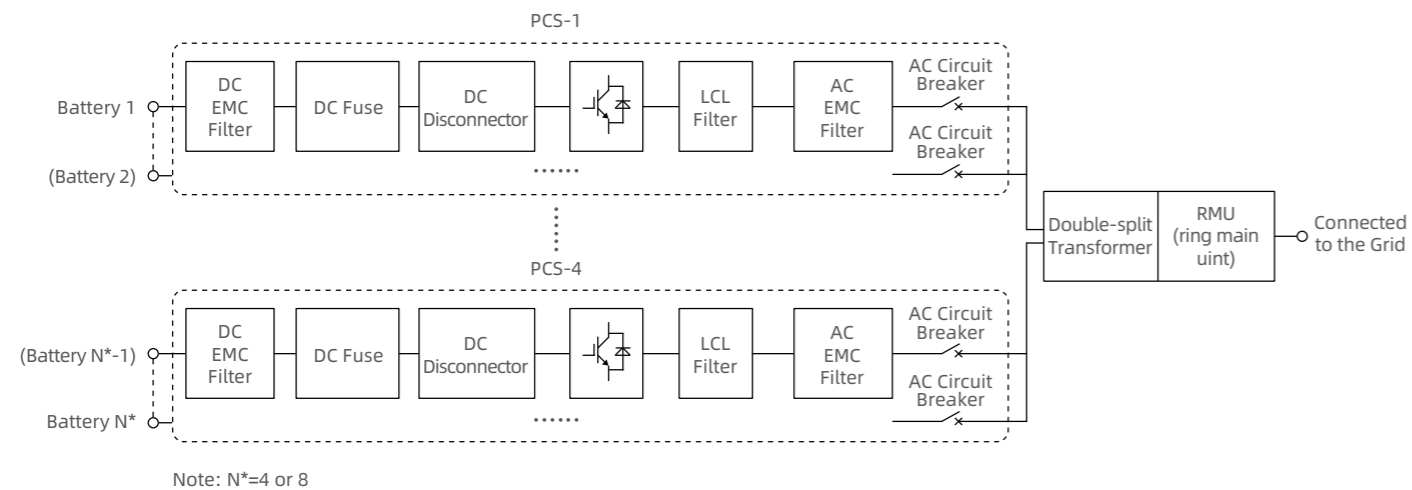 PCS-1
Battery 1
(Battery 2)
DC
EMC
Filter
DC Fuse
DC
Disconnector
LCL
Filter
AC
EMC
Filter
AC Circuit
Breaker
AC Circuit
Breaker
PCS-4
(Battery N*-1)
Battery N*
DC
EMC
Filter
DC Fuse
DC
Disconnector
LCL
Filter
AC
EMC
Filter
AC Circuit
Breaker
AC Circuit
Breaker
Double-split
Transformer
RMU
(ring main
uint)
Connected
to the Grid
Note: N*=4 or 8